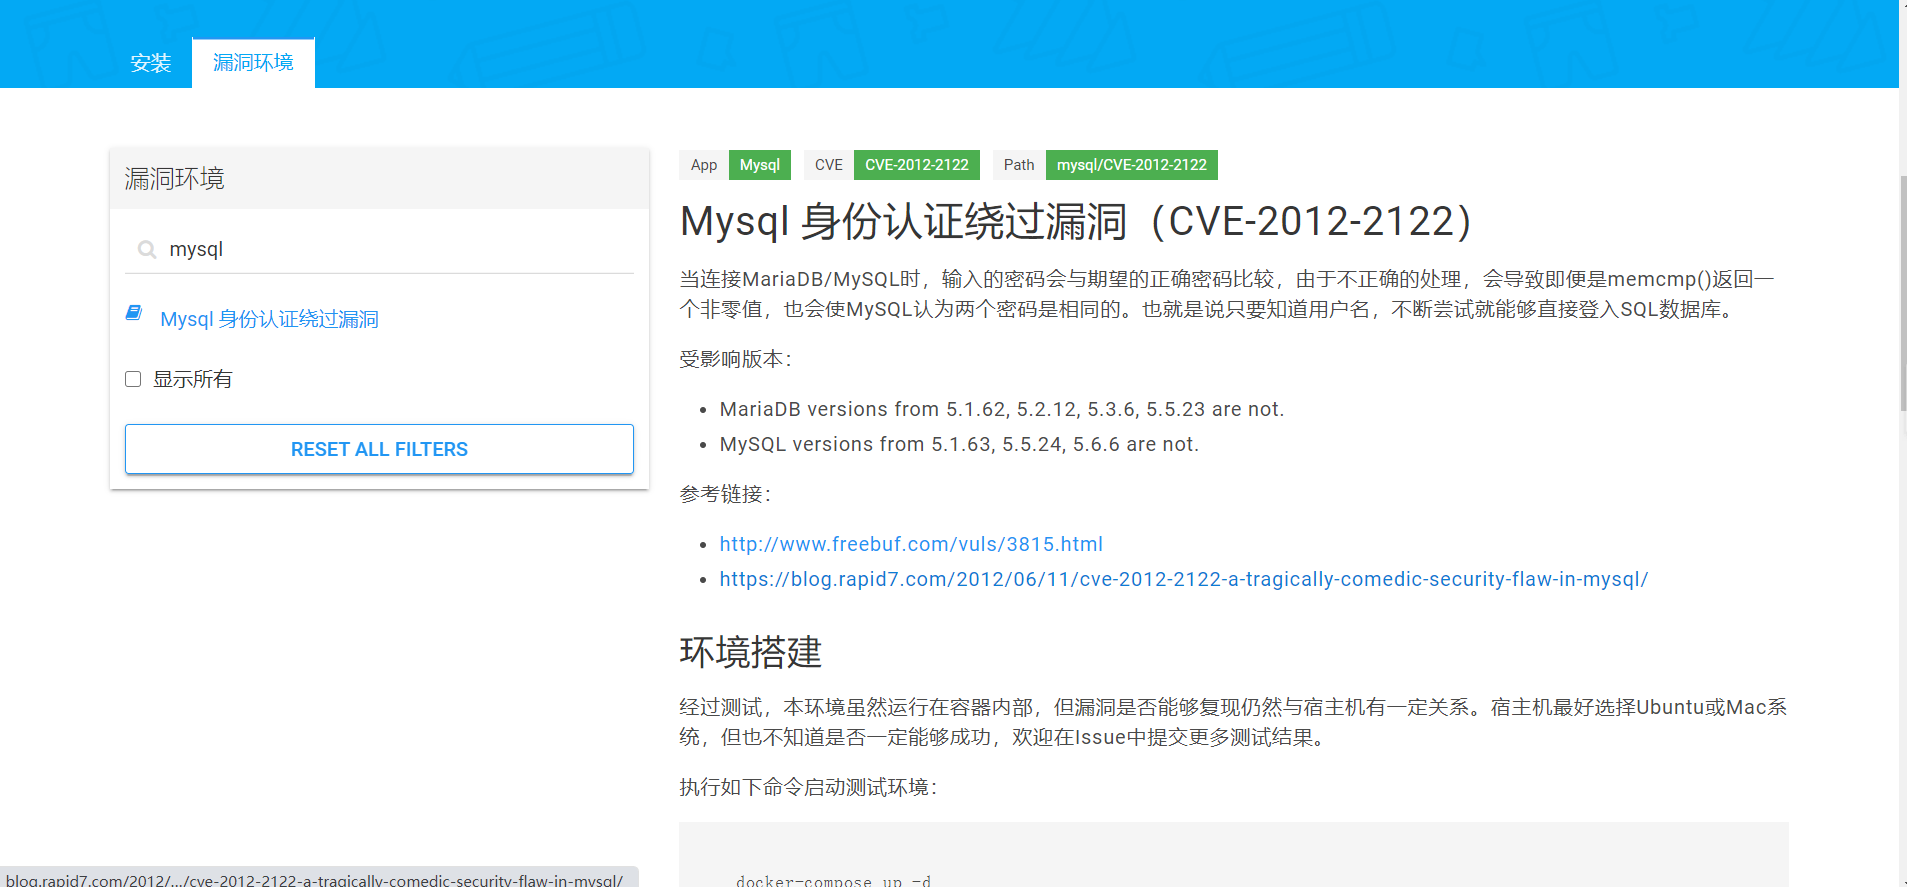 安装
漏洞环境
漏洞环境
mysql
Mysql 身份认证绕过漏洞
显示所有
RESET ALL FILTERS
App Mysql CVE CVE-2012-2122 Path mysql/CVE-2012-2122
Mysql 身份认证绕过漏洞（CVE-2012-2122）
当连接MariaDB/MySQL时，输入的密码会与期望的正确密码比较，由于不正确的处理，会导致即便是memcmp()返回一
个非零值，也会使MySQL认为两个密码是相同的。也就是说只要知道用户名，不断尝试就能够直接登入SQL数据库。
受影响版本：
MariaDB versions from 5.1.62, 5.2.12, 5.3.6, 5.5.23 are not.
MySQL versions from 5.1.63, 5.5.24, 5.6.6 are not.
参考链接：
http://www.freebuf.com/vuls/3815.html
https://blog.rapid7.com/2012/06/11/cve-2012-2122-a-tragically-comedic-security-flaw-in-mysql/
环境搭建
经过测试，本环境虽然运行在容器内部，但漏洞是否能够复现仍然与宿主机有一定关系。宿主机最好选择Ubuntu或Mac系
统，但也不知道是否一定能够成功，欢迎在Issue中提交更多测试结果。
执行如下命令启动测试环境：
docker-compose up -d
blog.rapid7.com/2012/.../cve-2012-2122-a-tragically-comedic-security-flaw-in-mysql/